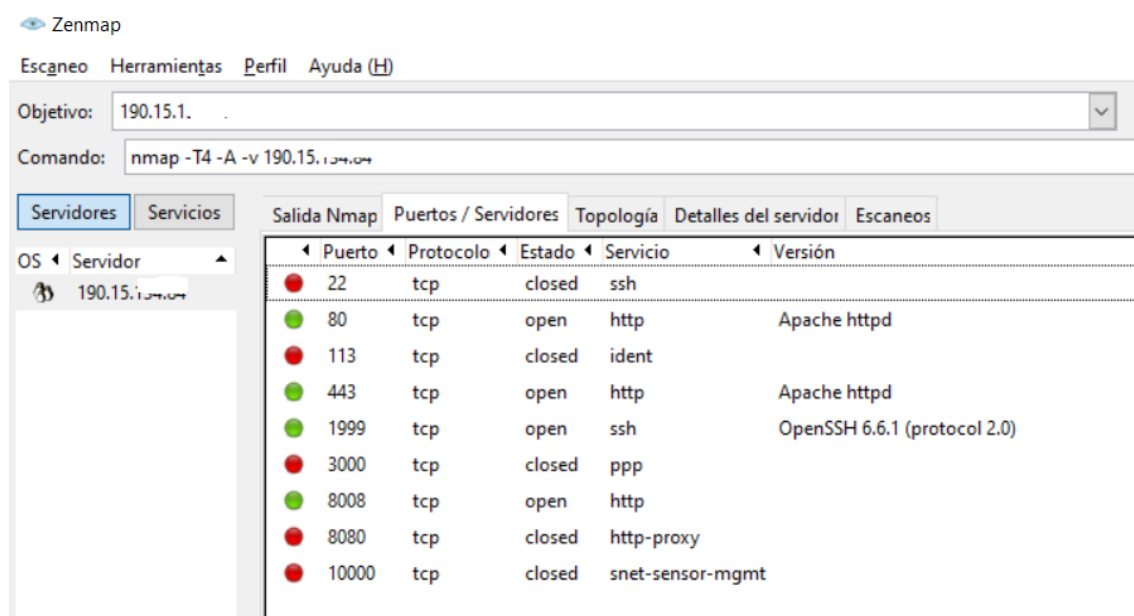 Zenmap
Escaneo Herramientas Perfil Ayuda (H)
Objetivo: 190.15.1.
Comando: nmap -T4 -A -v 190.15.
Servidores Servicios Salida Nmap Puertos / Servidores Topología Detalles del servidor Escaneos
OS Servidor Puerto Protocolo Estado Servicio Versión
190.15.
22 tcp closed ssh
80 tcp open http Apache httpd
113 tcp closed ident
443 tcp open http Apache httpd
1999 tcp open ssh OpenSSH 6.6.1 (protocol 2.0)
3000 tcp closed ppp
8008 tcp open http
8080 tcp closed http-proxy
10000 tcp closed snet-sensor-mgmt